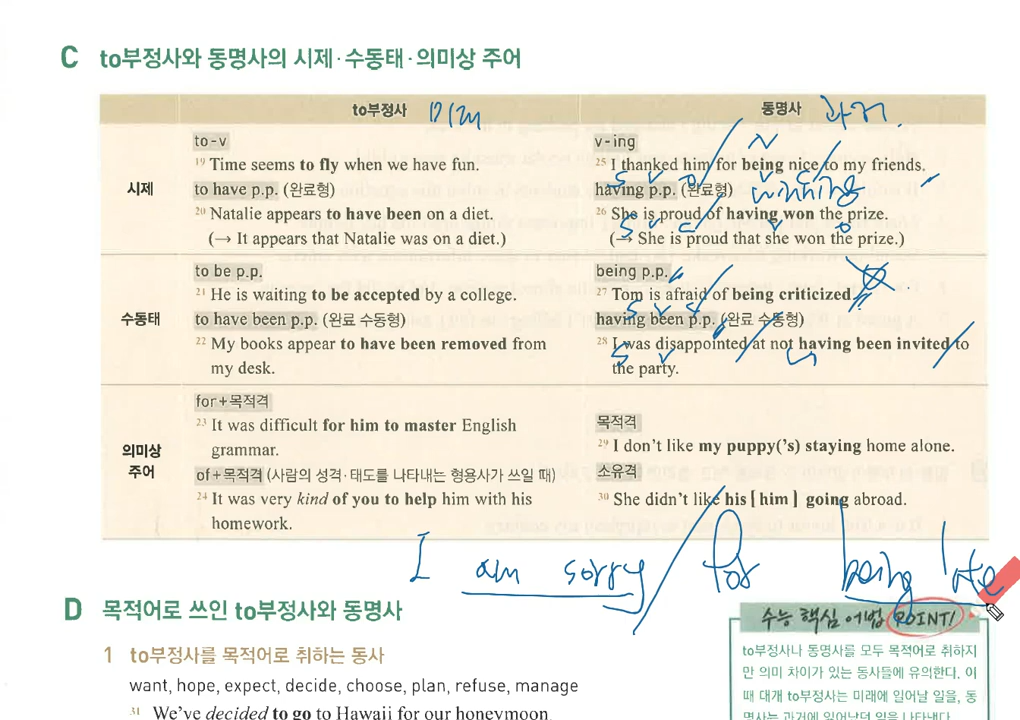 C to부정사와 동명사의 시제·수동태·의미상 주어
to부정사 미래 동명사 과거.
시제
to-v
19 Time seems to fly when we have fun.
to have p.p. (완료형)
20 Natalie appears to have been on a diet.
(→ It appears that Natalie was on a diet.)
v-ing
25 I thanked him for being nice to my friends.
S V O
having p.p. (완료형) winning
26 She is proud of having won the prize.
S V C V O
(→ She is proud that she won the prize.)
수동태
to be p.p.
21 He is waiting to be accepted by a college.
to have been p.p. (완료 수동형)
22 My books appear to have been removed from
my desk.
being p.p.
27 Tom is afraid of being criticized.
S V
having been p.p. (완료 수동형)
28 I was disappointed at not having been invited to
S V
the party.
의미상
주어
for+목적격
23 It was difficult for him to master English
grammar.
of+목적격 (사람의 성격·태도를 나타내는 형용사가 쓰일 때)
24 It was very kind of you to help him with his
homework.
목적격
29 I don't like my puppy('s) staying home alone.
소유격
30 She didn't like his[him] going abroad.
I am sorry for being late
D 목적어로 쓰인 to부정사와 동명사
1 to부정사를 목적어로 취하는 동사
want, hope, expect, decide, choose, plan, refuse, manage
31 We've decided to go to Hawaii for our honeymoon.
수능 핵심 어법 POINT!
to부정사나 동명사를 모두 목적어로 취하지
만 의미 차이가 있는 동사들에 유의한다. 이
때 대개 to부정사는 미래에 일어날 일을, 동
명사는 과거에 일어났던 일을 나타낸다.